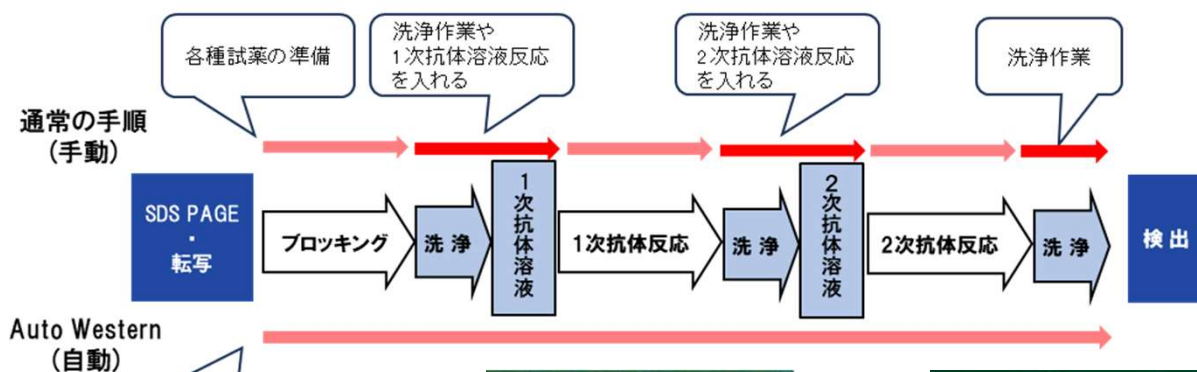 各種試薬の準備
洗浄作業や
1次抗体溶液反応
を入れる
洗浄作業や
2次抗体溶液反応
を入れる
洗浄作業
通常の手順
(手動)
SDS PAGE
・
転写
ブロッキング
洗浄
1次抗体溶液
1次抗体反応
洗浄
2次抗体溶液
2次抗体反応
洗浄
検出
Auto Western
(自動)